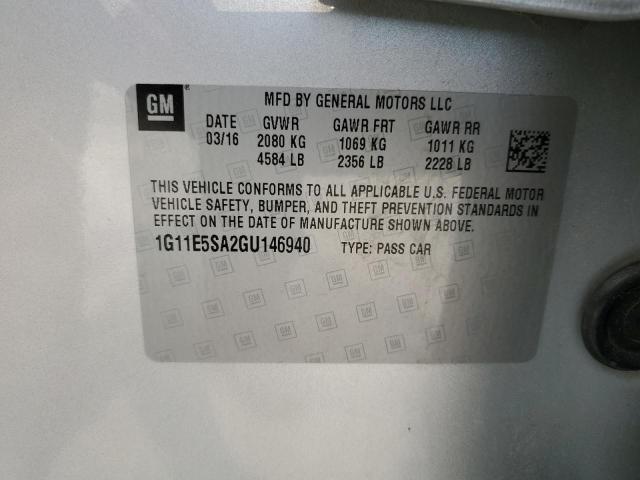 GM ®
MFD BY GENERAL MOTORS LLC
DATE GVWR GAWR FRT GAWR RR
03/16 2080 KG 1069 KG 1011 KG
4584 LB 2356 LB 2228 LB
THIS VEHICLE CONFORMS TO ALL APPLICABLE U.S. FEDERAL MOTOR
VEHICLE SAFETY, BUMPER, AND THEFT PREVENTION STANDARDS IN
EFFECT ON THE DATE OF MANUFACTURE SHOWN ABOVE.
1G11E5SA2GU146940 TYPE: PASS CAR